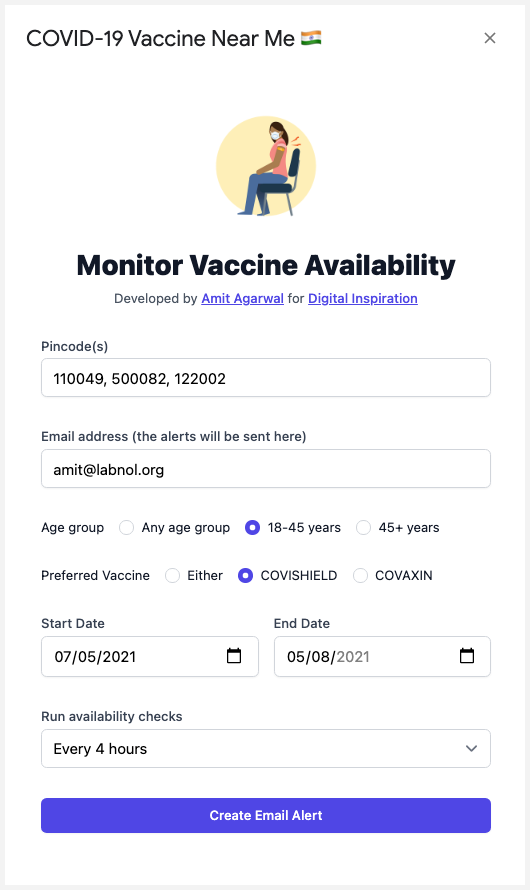 COVID-19 Vaccine Near Me 🇮🇳
Monitor Vaccine Availability
Developed by Amit Agarwal for Digital Inspiration
Pincode(s)
110049, 500082, 122002
Email address (the alerts will be sent here)
amit@labnol.org
Age group Any age group 18-45 years 45+ years
Preferred Vaccine Either COVISHIELD COVAXIN
Start Date End Date
07/05/2021 05/08/2021
Run availability checks
Every 4 hours
Create Email Alert